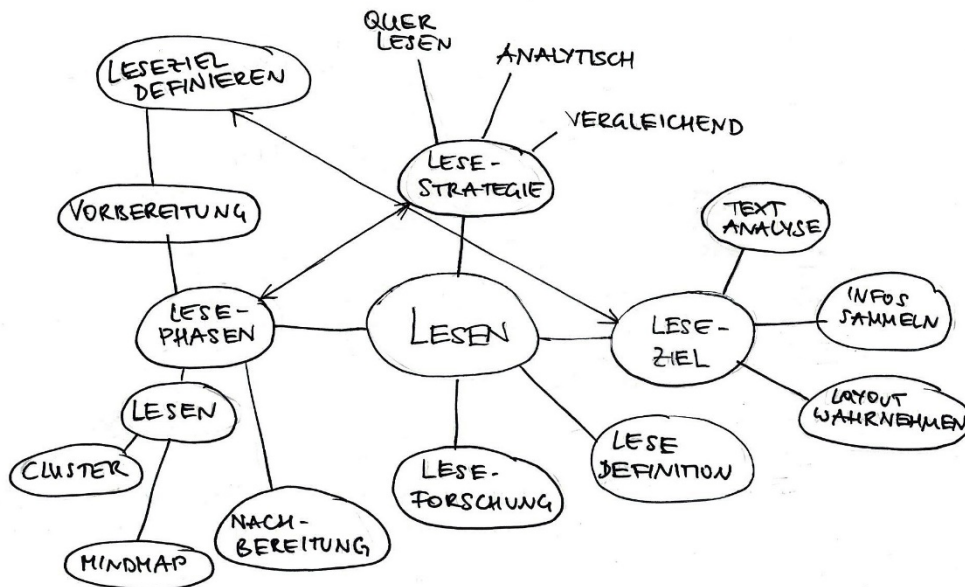 QUER
LESEN
ANALYTISCH
VERGLEICHEND
LESEZIEL
DEFINIEREN
LESE-
STRATEGIE
VORBEREITUNG
TEXT
ANALYSE
LESE-
PHASEN
LESEN
LESE-
ZIEL
INFOS
SAMMELN
LAYOUT
WAHRNEHMEN
LESEN
CLUSTER
MINDMAP
NACH-
BEREITUNG
LESE-
FORSCHUNG
LESE
DEFINITION